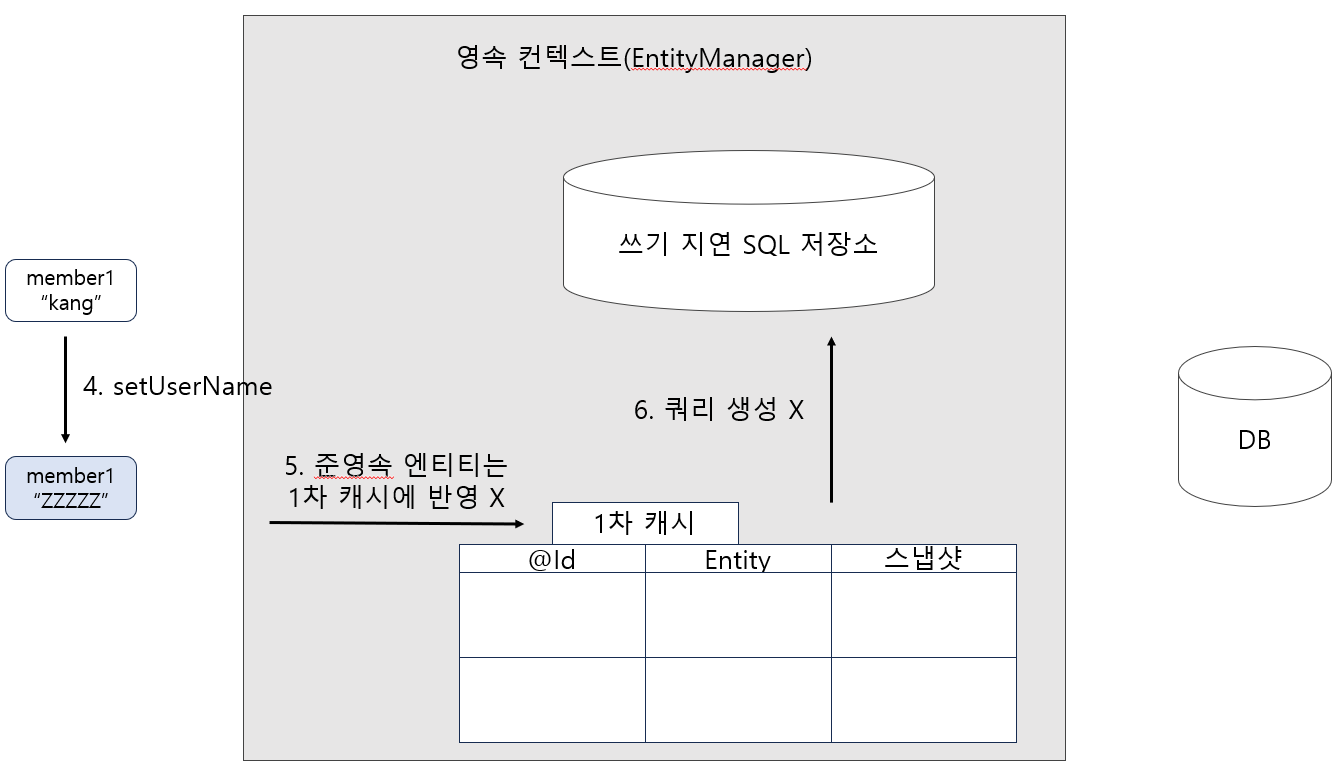 영속 컨텍스트(EntityManager)
쓰기 지연 SQL 저장소
member1
“kang”
4. setUserName
member1
“ZZZZZ”
5. 준영속 엔티티는
1차 캐시에 반영 X
6. 쿼리 생성 X
DB
1차 캐시
@Id
Entity
스냅샷